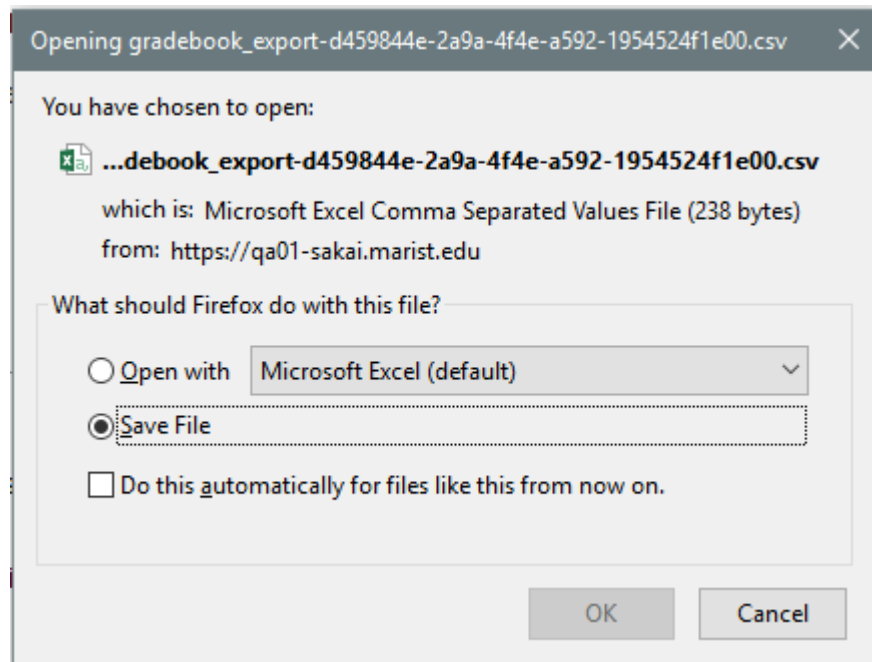 Opening gradebook_export-d459844e-2a9a-4f4e-a592-1954524f1e00.csv
You have chosen to open:
...debook_export-d459844e-2a9a-4f4e-a592-1954524f1e00.csv
which is: Microsoft Excel Comma Separated Values File (238 bytes)
from: https://qa01-sakai.marist.edu
What should Firefox do with this file?
Open with Microsoft Excel (default)
Save File
Do this automatically for files like this from now on.
OK Cancel